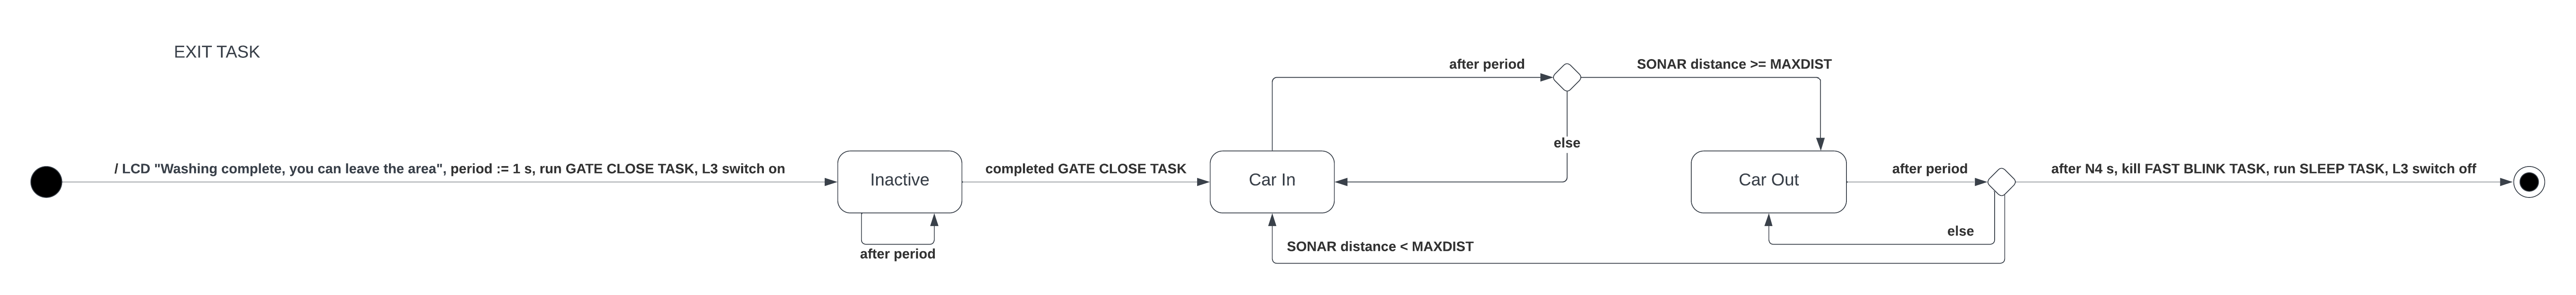 EXIT TASK
after period
SONAR distance >= MAXDIST
else
/ LCD "Washing complete, you can leave the area", period := 1 s, run GATE CLOSE TASK, L3 switch on
Inactive
completed GATE CLOSE TASK
Car In
Car Out
after period
after N4 s, kill FAST BLINK TASK, run SLEEP TASK, L3 switch off
after period
SONAR distance < MAXDIST
else